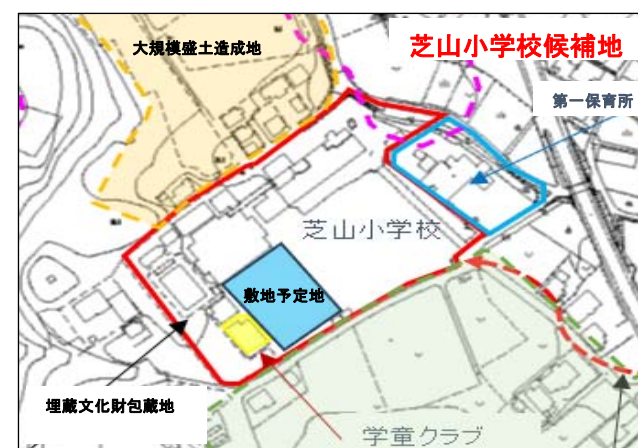 大規模盛土造成地
芝山小学校候補地
第一保育所
芝山小学校
敷地予定地
埋蔵文化財包蔵地
学童クラブ